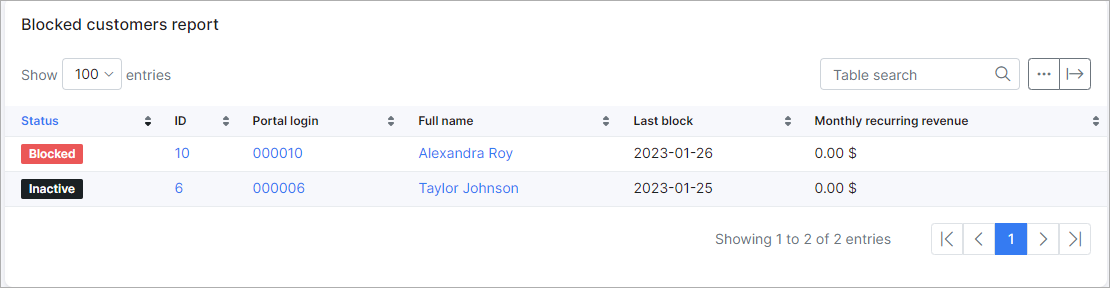 Blocked customers report
Show 100 entries Table search
Status ID Portal login Full name Last block Monthly recurring revenue
Blocked 10 000010 Alexandra Roy 2023-01-26 0.00 $
Inactive 6 000006 Taylor Johnson 2023-01-25 0.00 $
Showing 1 to 2 of 2 entries 1